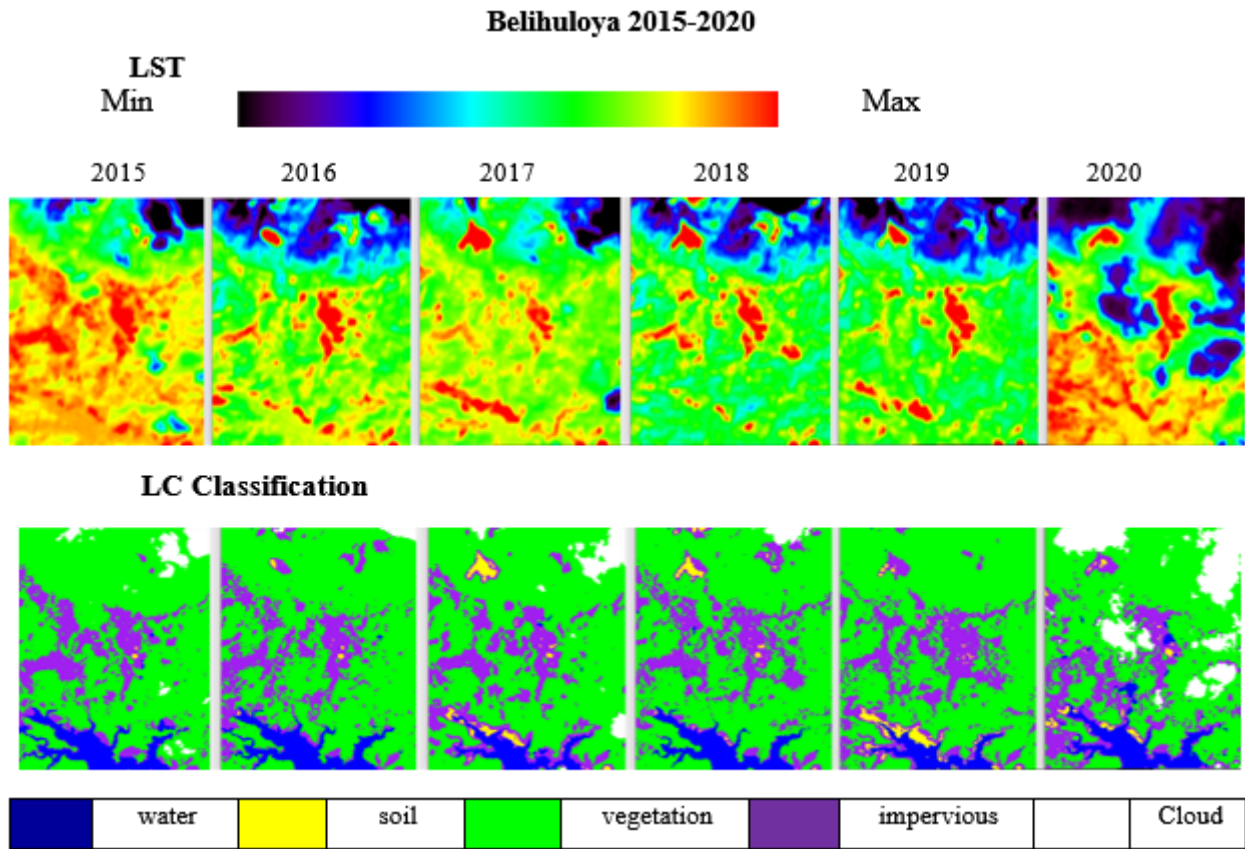 Belihuloya 2015-2020
LST
Min Max
2015 2016 2017 2018 2019 2020
LC Classification
water soil vegetation impervious Cloud